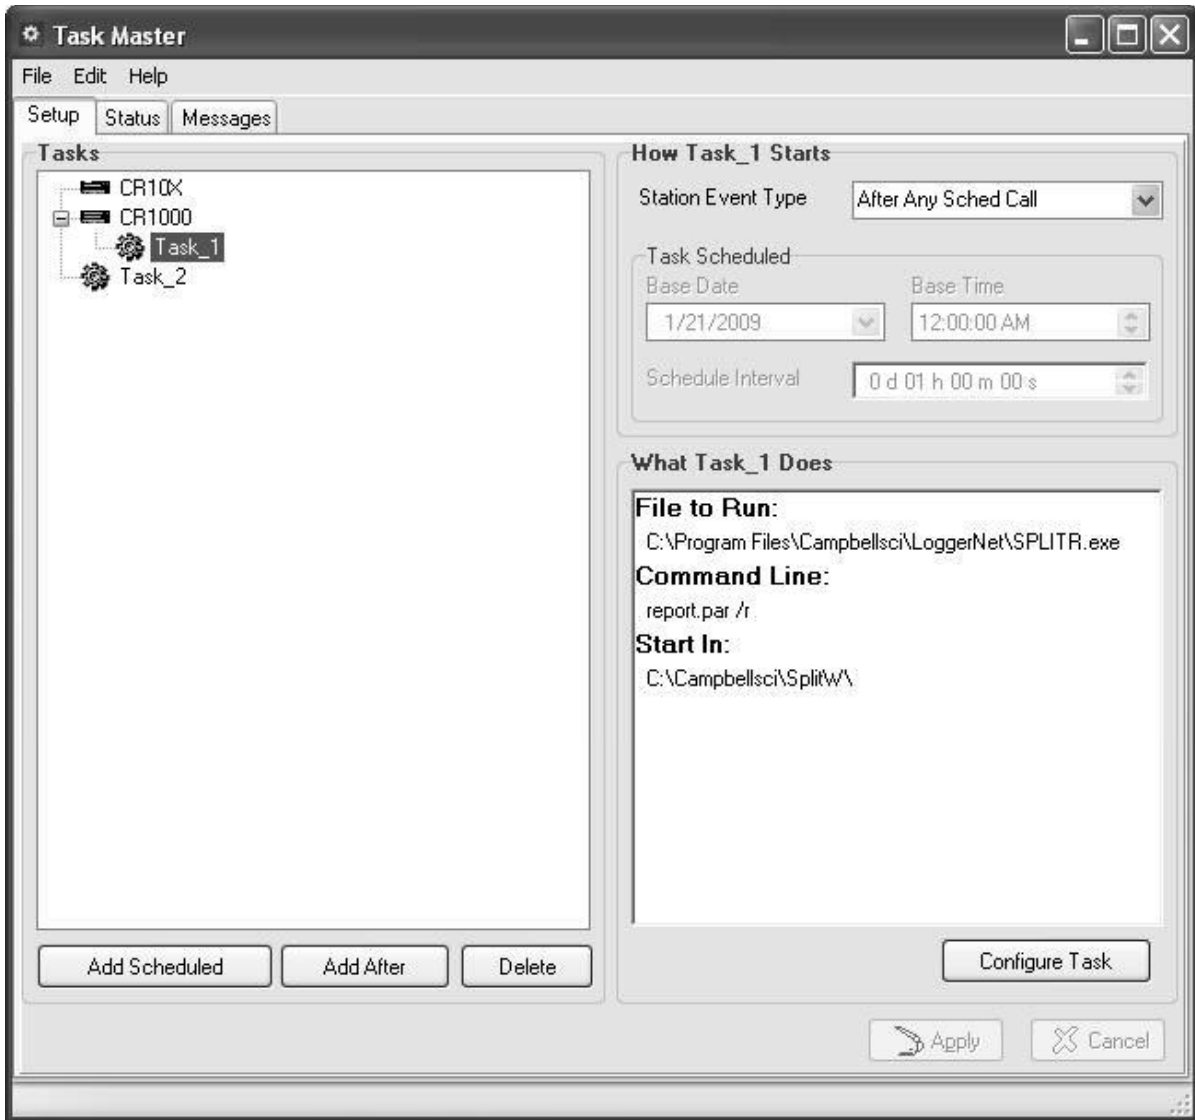 Task Master
File Edit Help
Setup Status Messages
Tasks
CR10X
CR1000
Task_1
Task_2
Add Scheduled Add After Delete
How Task_1 Starts
Station Event Type After Any Sched Call
Task Scheduled
Base Date Base Time
1/21/2009 12:00:00 AM
Schedule Interval 0 d 01 h 00 m 00 s
What Task_1 Does
File to Run:
C:\Program Files\Campbellsci\LoggerNet\SPLITR.exe
Command Line:
report.par /r
Start In:
C:\Campbellsci\SplitW\
Configure Task
Apply Cancel